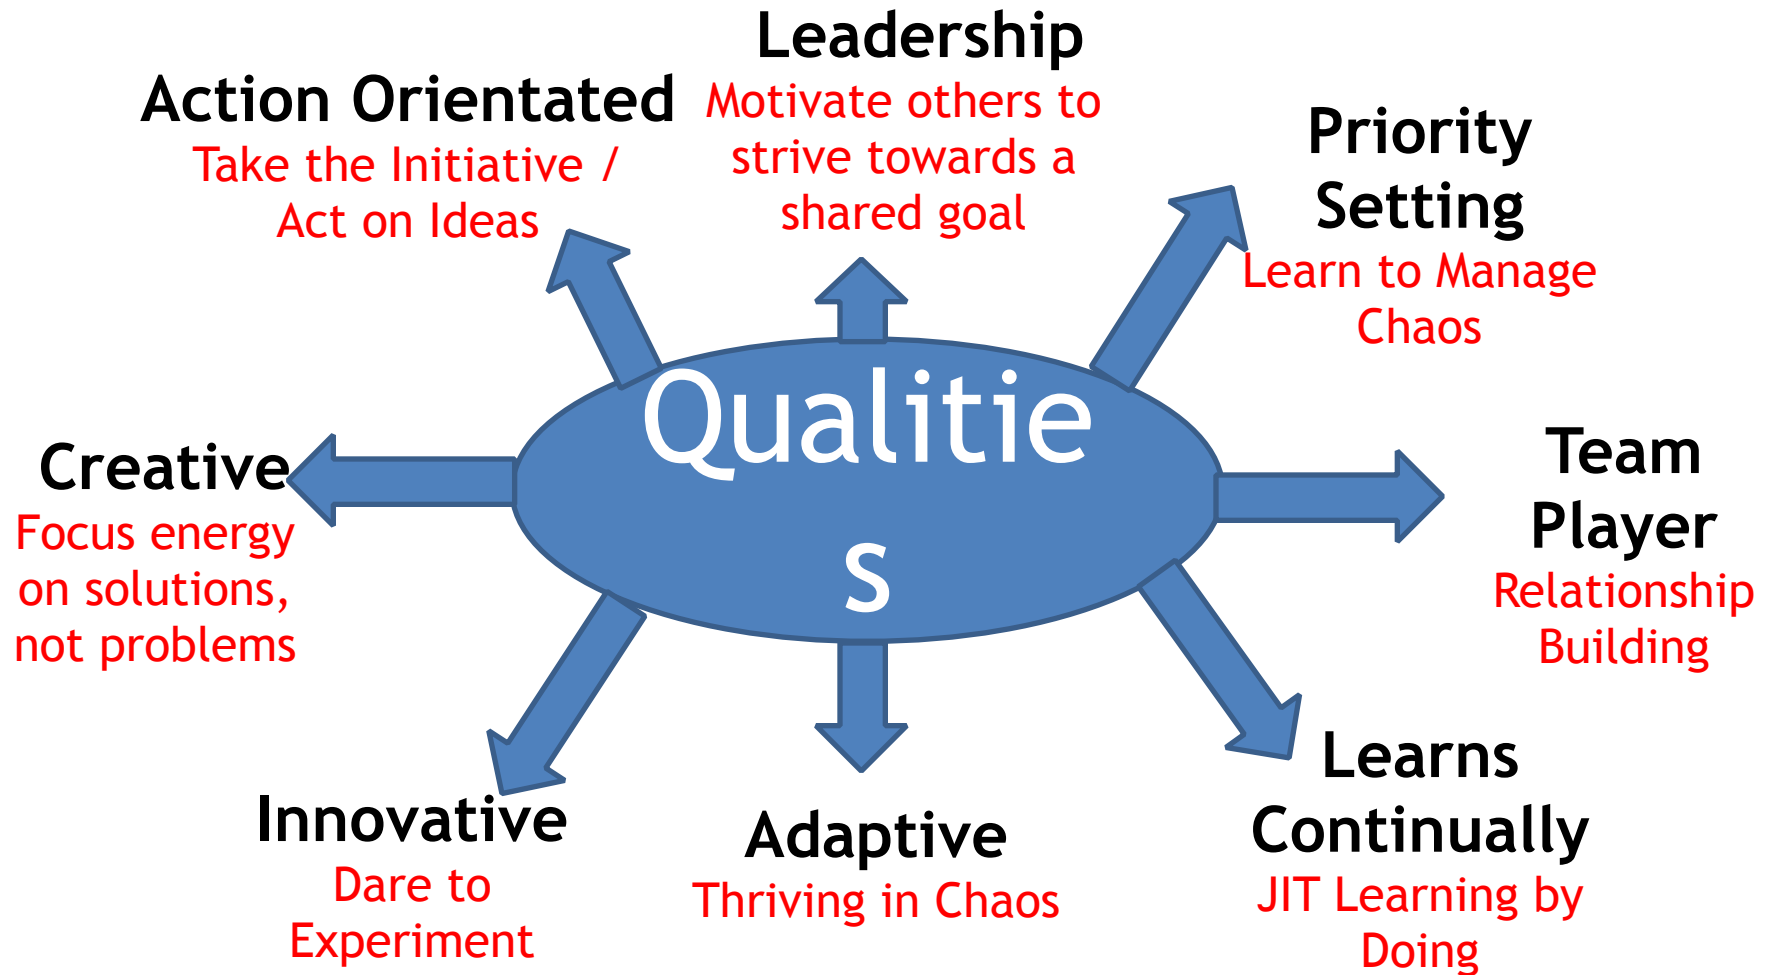 Leadership
Motivate others to
strive towards a
shared goal
Action Orientated
Take the Initiative /
Act on Ideas
Priority
Setting
Learn to Manage
Chaos
Qualitie
s
Creative
Focus energy
on solutions,
not problems
Team
Player
Relationship
Building
Innovative
Dare to
Experiment
Adaptive
Thriving in Chaos
Learns
Continually
JIT Learning by
Doing